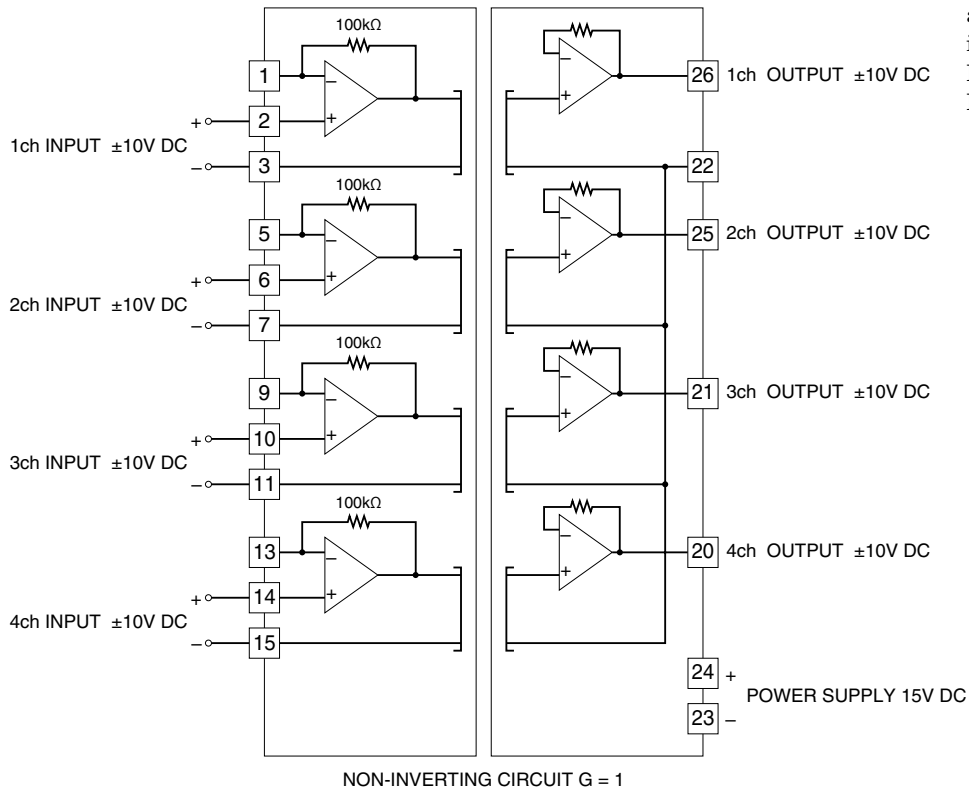 100kΩ
1
−
2
+
+
1ch INPUT ±10V DC
−
3
100kΩ
5
−
6
+
+
2ch INPUT ±10V DC
−
7
100kΩ
9
−
10
+
+
3ch INPUT ±10V DC
−
11
100kΩ
13
−
14
+
+
4ch INPUT ±10V DC
−
15
−
+
26 1ch OUTPUT ±10V DC
22
−
+
25 2ch OUTPUT ±10V DC
−
+
21 3ch OUTPUT ±10V DC
−
+
20 4ch OUTPUT ±10V DC
24 +
POWER SUPPLY 15V DC
23 −
NON-INVERTING CIRCUIT G = 1